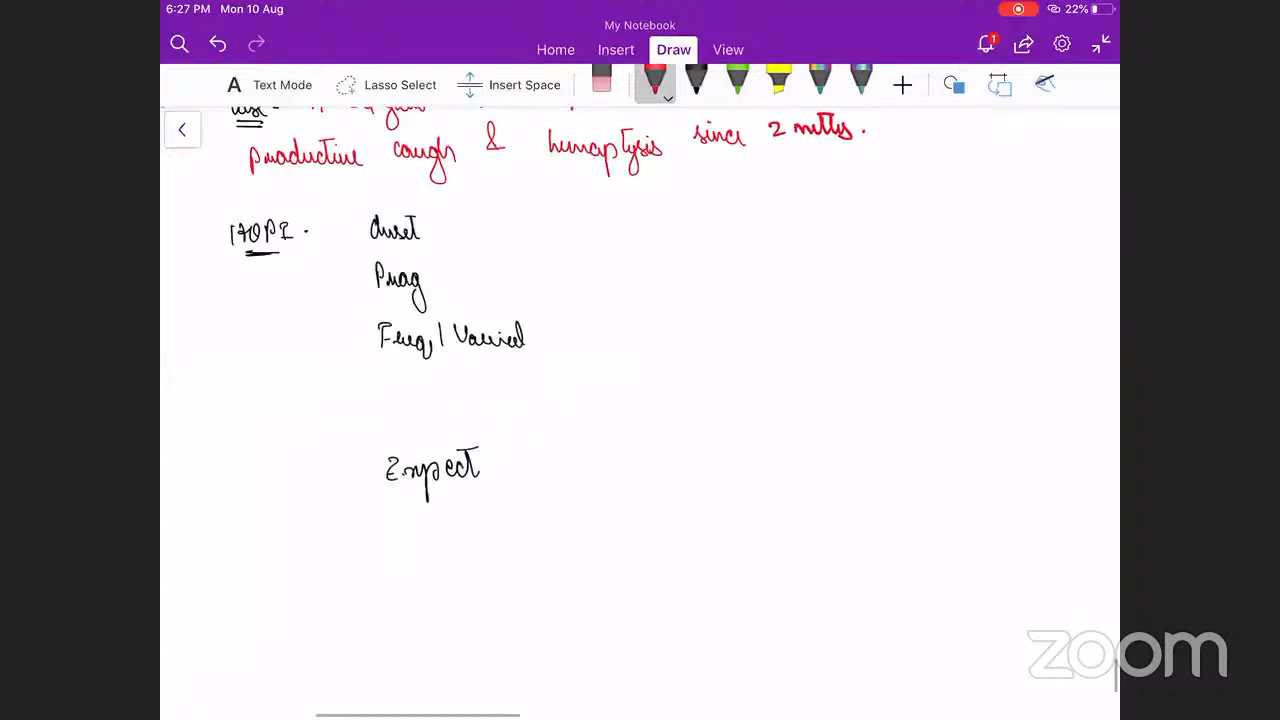 6:27 PM Mon 10 Aug 22%
My Notebook
Home Insert Draw View
1
A Text Mode Lasso Select Insert Space
productive cough & hemoptysis since 2 mths.
HOPI. Onset
Prog
Freq, / Varied
Expect
zoom